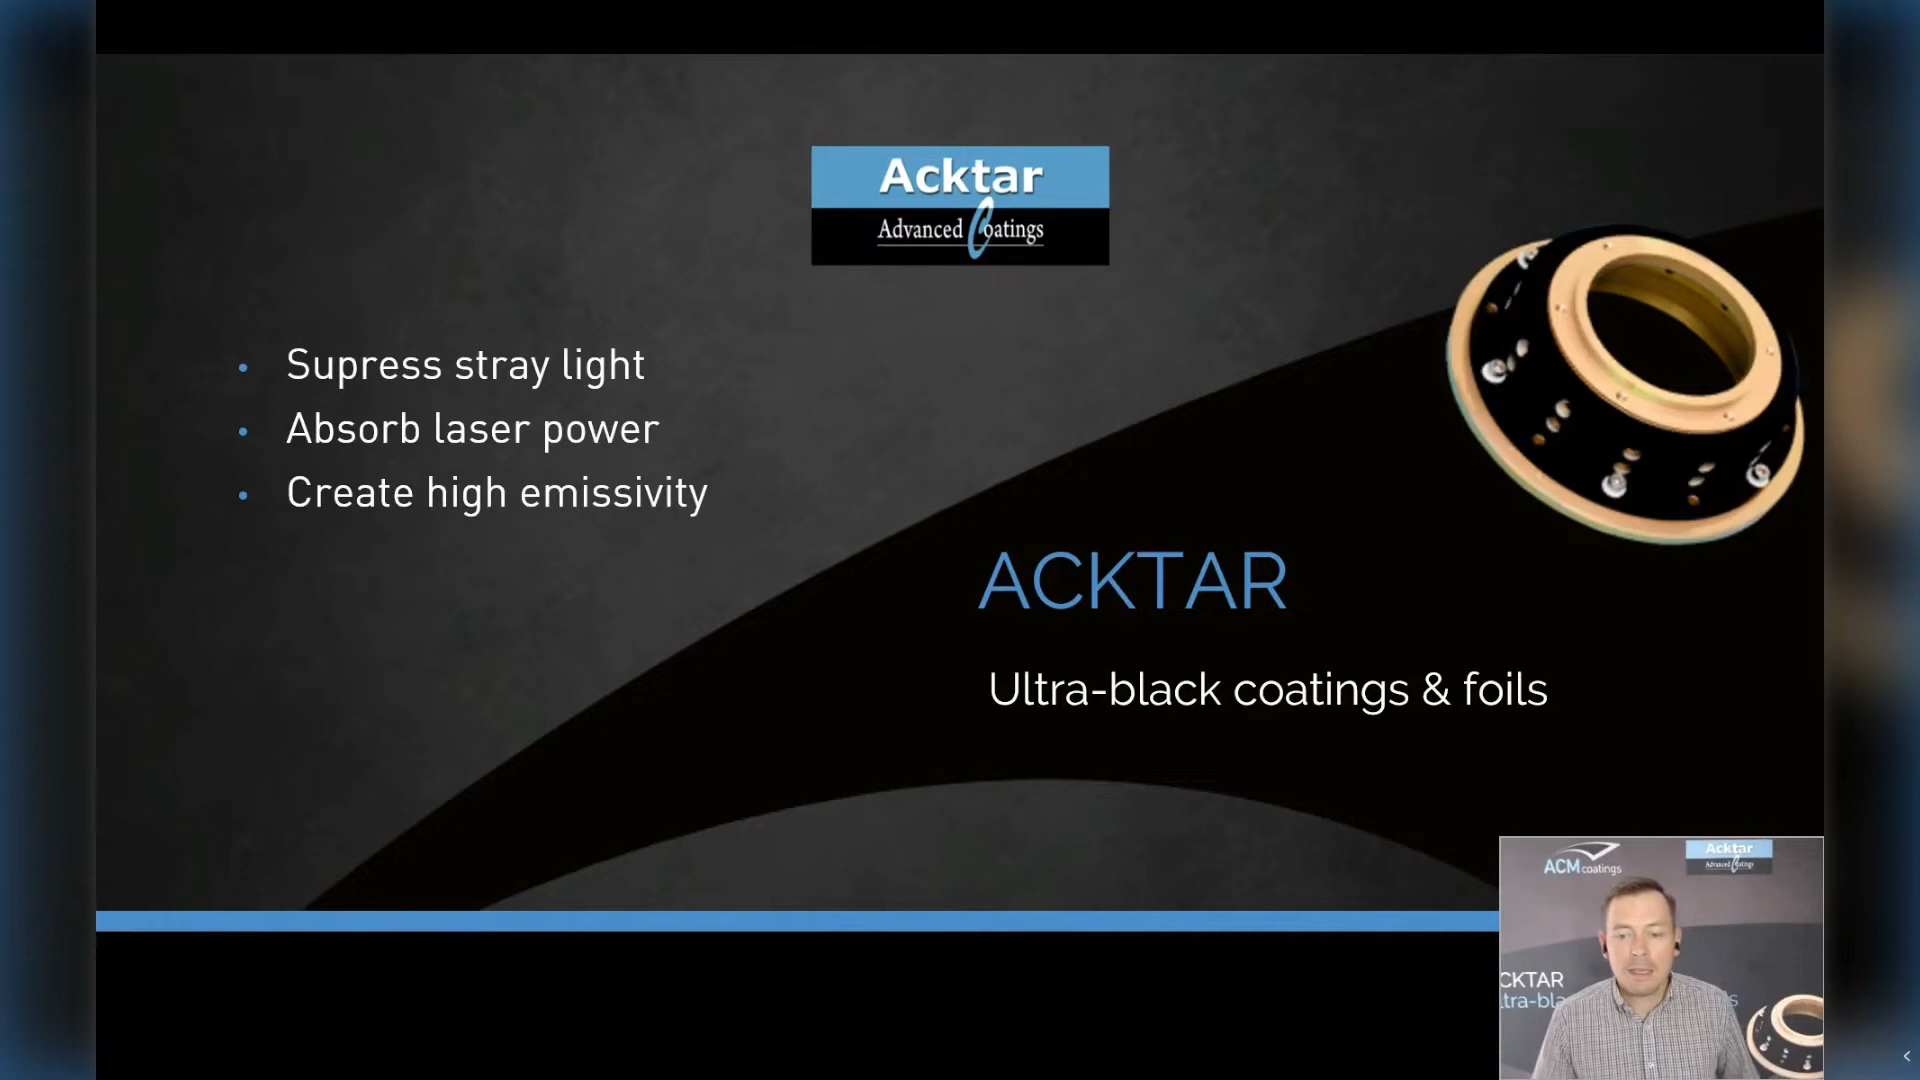 Acktar
Advanced Coatings
• Supress stray light
• Absorb laser power
• Create high emissivity
ACKTAR
Ultra-black coatings & foils
ACM coatings
Acktar
Advanced Coatings
CKTAR
tra-bla
s
<